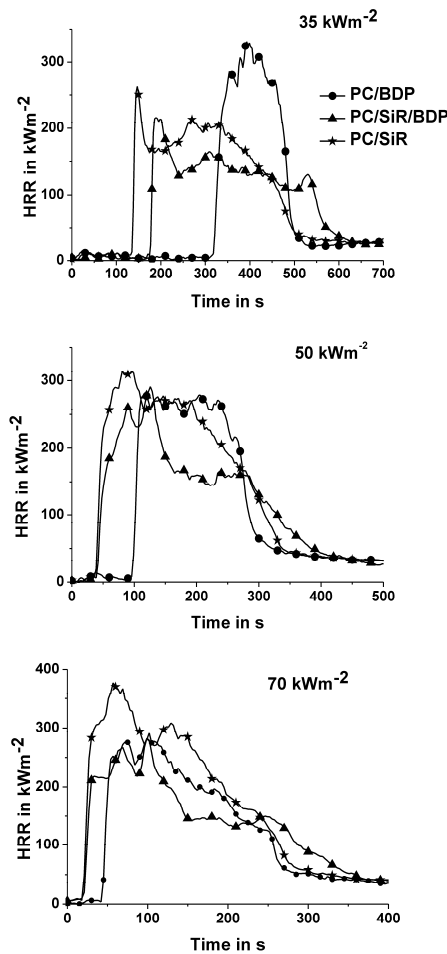 35 kWm-2
HRR in kWm-2
300
200
100
0
PC/BDP
PC/SiR/BDP
PC/SiR
0 100 200 300 400 500 600 700
Time in s
50 kWm-2
HRR in kWm-2
300
200
100
0
0 100 200 300 400 500
Time in s
70 kWm-2
HRR in kWm-2
400
300
200
100
0
0 100 200 300 400
Time in s